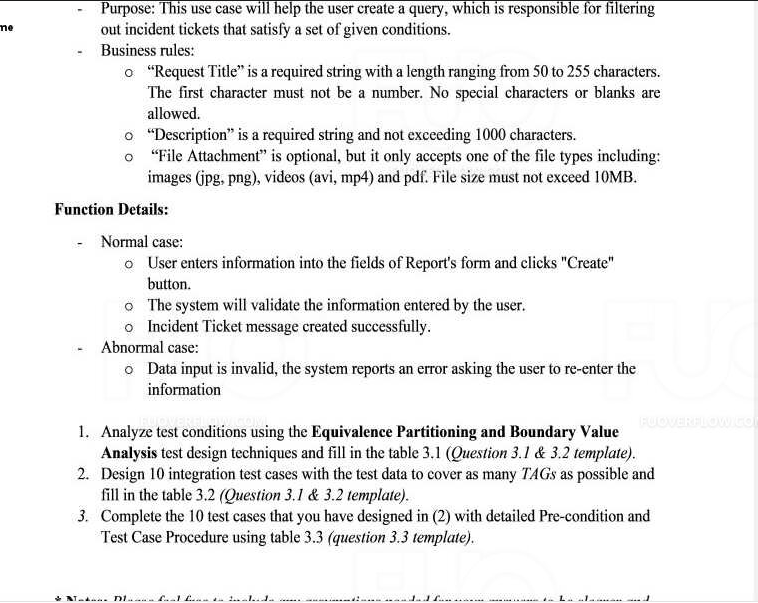 - Purpose: This use case will help the user create a query, which is responsible for filtering
me
out incident tickets that satisfy a set of given conditions.
- Business rules:
o “Request Title” is a required string with a length ranging from 50 to 255 characters.
The first character must not be a number. No special characters or blanks are
allowed.
o “Description” is a required string and not exceeding 1000 characters.
o “File Attachment” is optional, but it only accepts one of the file types including:
images (jpg, png), videos (avi, mp4) and pdf. File size must not exceed 10MB.
Function Details:
- Normal case:
o User enters information into the fields of Report's form and clicks "Create"
button.
o The system will validate the information entered by the user.
o Incident Ticket message created successfully.
- Abnormal case:
o Data input is invalid, the system reports an error asking the user to re-enter the
information
FUOVERFLOW.COM
FUOVERFLOW.COM
1. Analyze test conditions using the Equivalence Partitioning and Boundary Value
Analysis test design techniques and fill in the table 3.1 (Question 3.1 & 3.2 template).
2. Design 10 integration test cases with the test data to cover as many TAGs as possible and
fill in the table 3.2 (Question 3.1 & 3.2 template).
3. Complete the 10 test cases that you have designed in (2) with detailed Pre-condition and
Test Case Procedure using table 3.3 (question 3.3 template).